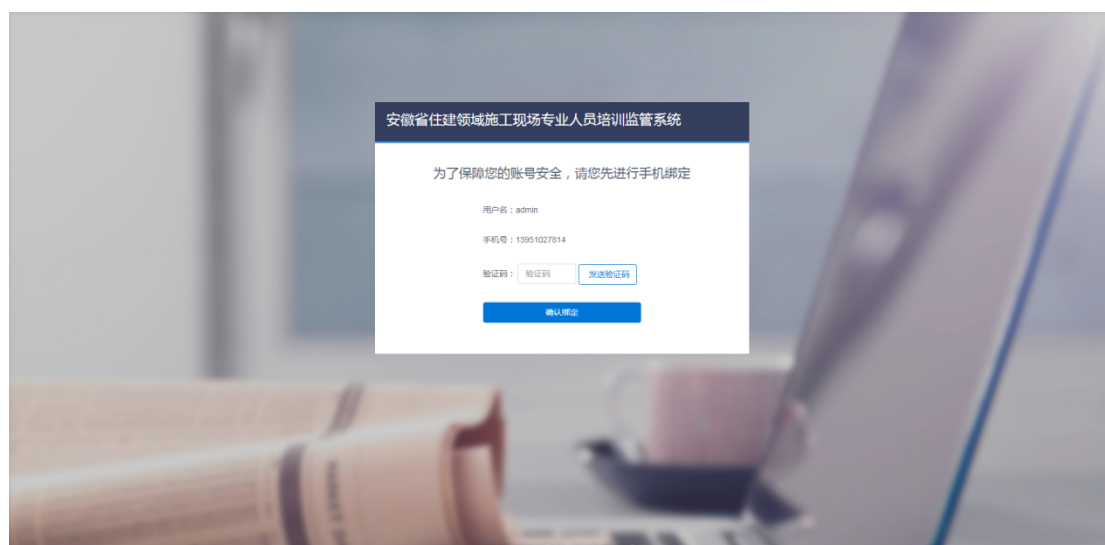 安徽省住建领域施工现场专业人员培训监管系统
为了保障您的账号安全，请您先进行手机绑定
用户名：admin
手机号：13951027814
验证码： 验证码 发送验证码
确认绑定